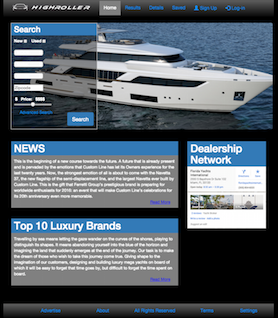 HIGHROLLER
Home Results Details Saved Sign Up Log-in
Search
New Used
$ Price: $$$$
Advanced Search
Search
NEWS
This is the beginning of a new course towards the future. A future that is already present
and is pervaded by the emotions that Custom Line has let its Owners experience for the
last twenty years. Now, the strongest emotion of all is about to come with the Navetta
37, the new flagship of the semi-displacement line, and the largest Navetta ever built by
Custom Line. This is the gift that Ferretti Group's prestigious brand is preparing for
worldwide enthusiasts for 2016: an event that will make Custom Line's celebrations for
its 20th anniversary even more memorable.
Read more
Dealership
Network
Top 10 Luxury Brands
Travelling by sea means letting the gaze wander on the curves of the shores, playing to
distinguish its shapes. It means abandoning yourself into the blue of the horizon and
imagining the land that suddenly emerges at the end of the journey. Our task is to make
the dream of those who wish to take this journey come true. Giving shape to the
imagination of our customers, designing and building luxury mega yachts on board of
which it will be easy to forget that time goes by, but difficult to forget the time spent on
board.
Read more
Advertise About All Rights Reserved Terms Settings